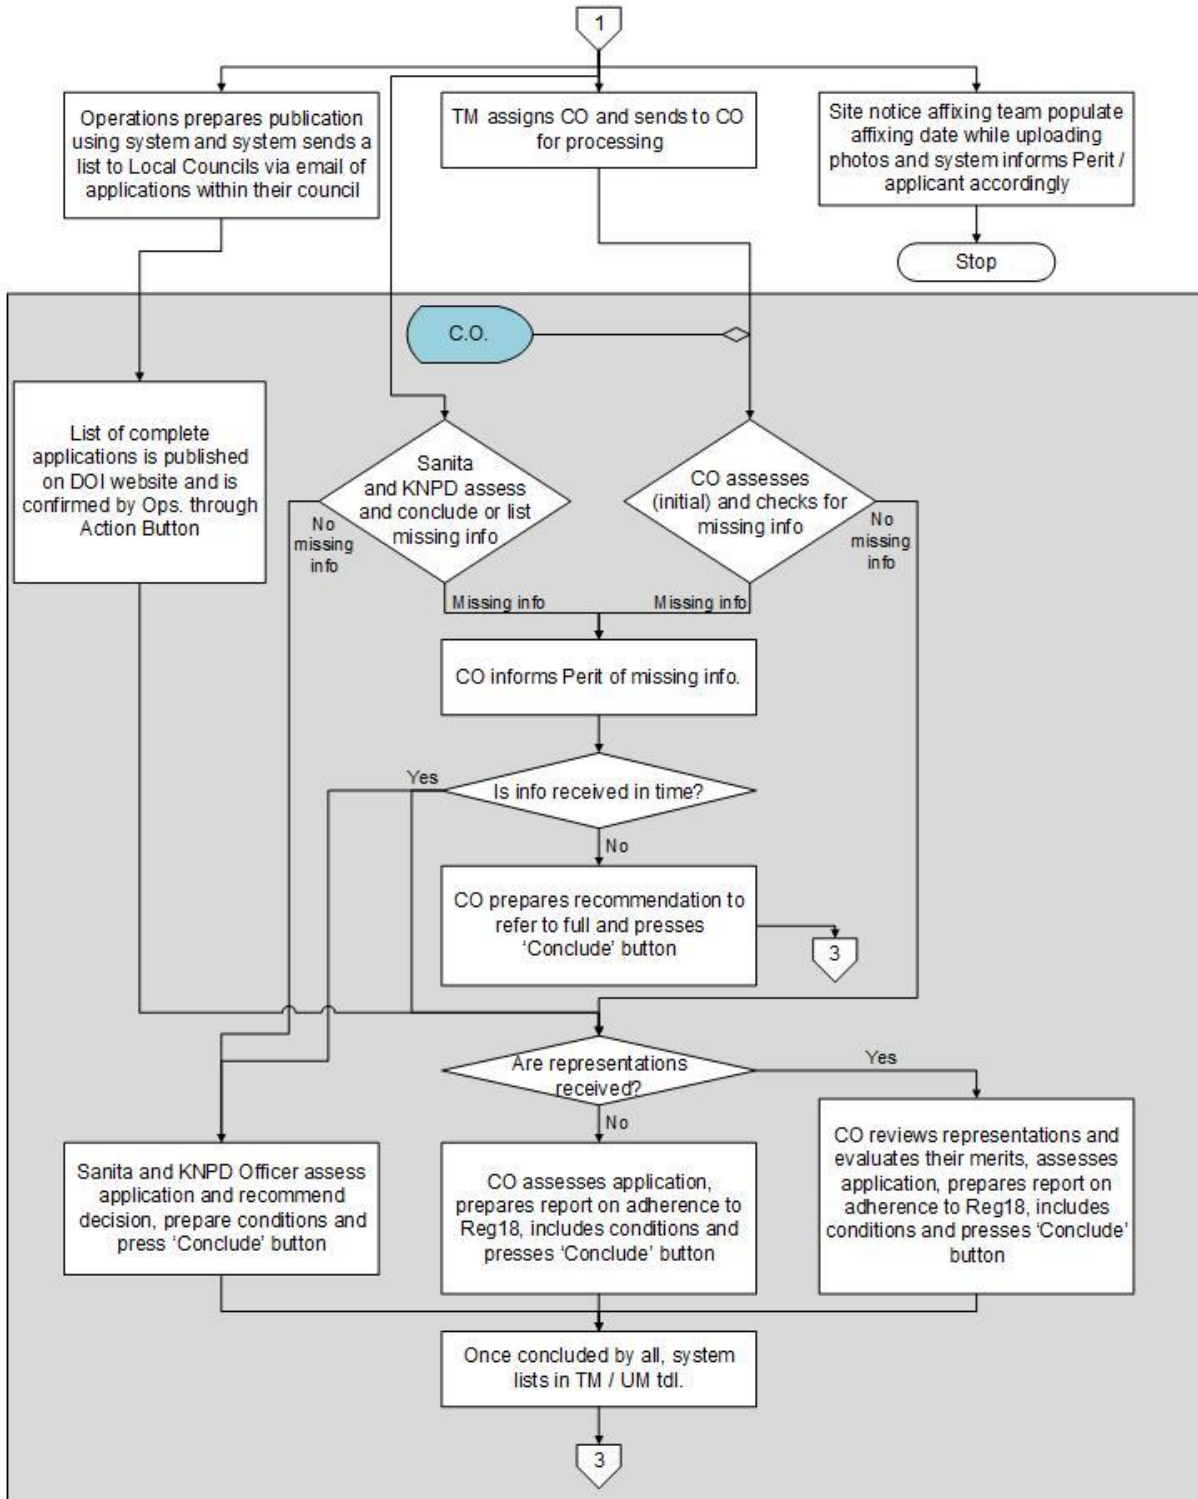 1
Operations prepares publication
using system and system sends a
list to Local Councils via email of
applications within their council
TM assigns CO and sends to CO
for processing
Site notice affixing team populate
affixing date while uploading
photos and system informs Perit /
applicant accordingly
Stop
C.O.
List of complete
applications is published
on DOI website and is
confirmed by Ops. through
Action Button
Sanita
and KNPD assess
and conclude or list
missing info
CO assesses
(initial) and checks for
missing info
No
missing
info
No
missing
info
Missing info
Missing info
CO informs Perit of missing info.
Yes
Is info received in time?
No
CO prepares recommendation to
refer to full and presses
‘Conclude’ button
3
Are representations
received?
Yes
No
Sanita and KNPD Officer assess
application and recommend
decision, prepare conditions and
press ‘Conclude’ button
CO assesses application,
prepares report on adherence to
Reg18, includes conditions and
presses ‘Conclude’ button
CO reviews representations and
evaluates their merits, assesses
application, prepares report on
adherence to Reg18, includes
conditions and presses ‘Conclude’
button
Once concluded by all, system
lists in TM / UM tdl.
3